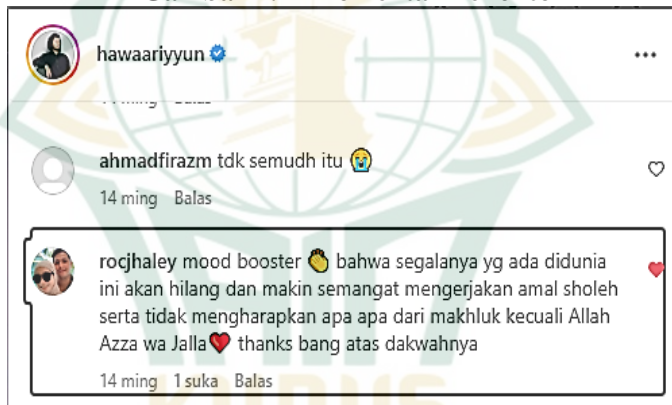 hawaariyyun
ahmadfirazm tdk semudh itu 😭
14 ming Balas
rocjhaley mood booster 👏 bahwa segalanya yg ada didunia
ini akan hilang dan makin semangat mengerjakan amal sholeh
serta tidak mengharapkan apa apa dari makhluk kecuali Allah
Azza wa Jalla❤️ thanks bang atas dakwahnya
14 ming 1 suka Balas
KUDUS